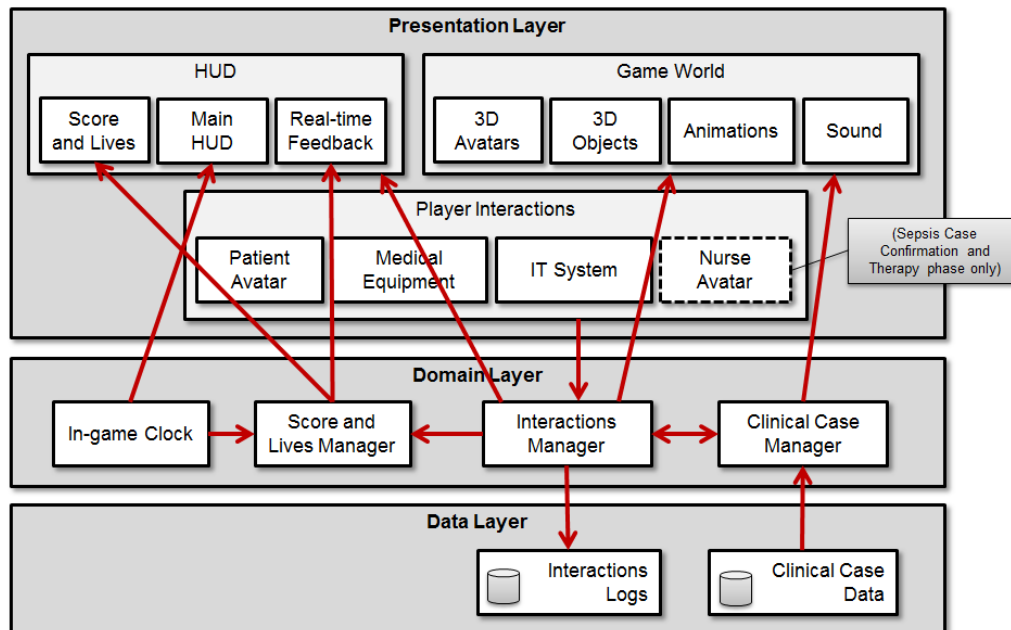 Presentation Layer
HUD
Score
and Lives
Main
HUD
Real-time
Feedback
Game World
3D
Avatars
3D
Objects
Animations
Sound
Player Interactions
Patient
Avatar
Medical
Equipment
IT System
Nurse
Avatar
(Sepsis Case
Confirmation and
Therapy phase only)
Domain Layer
In-game Clock
Score and
Lives Manager
Interactions
Manager
Clinical Case
Manager
Data Layer
Interactions
Logs
Clinical Case
Data